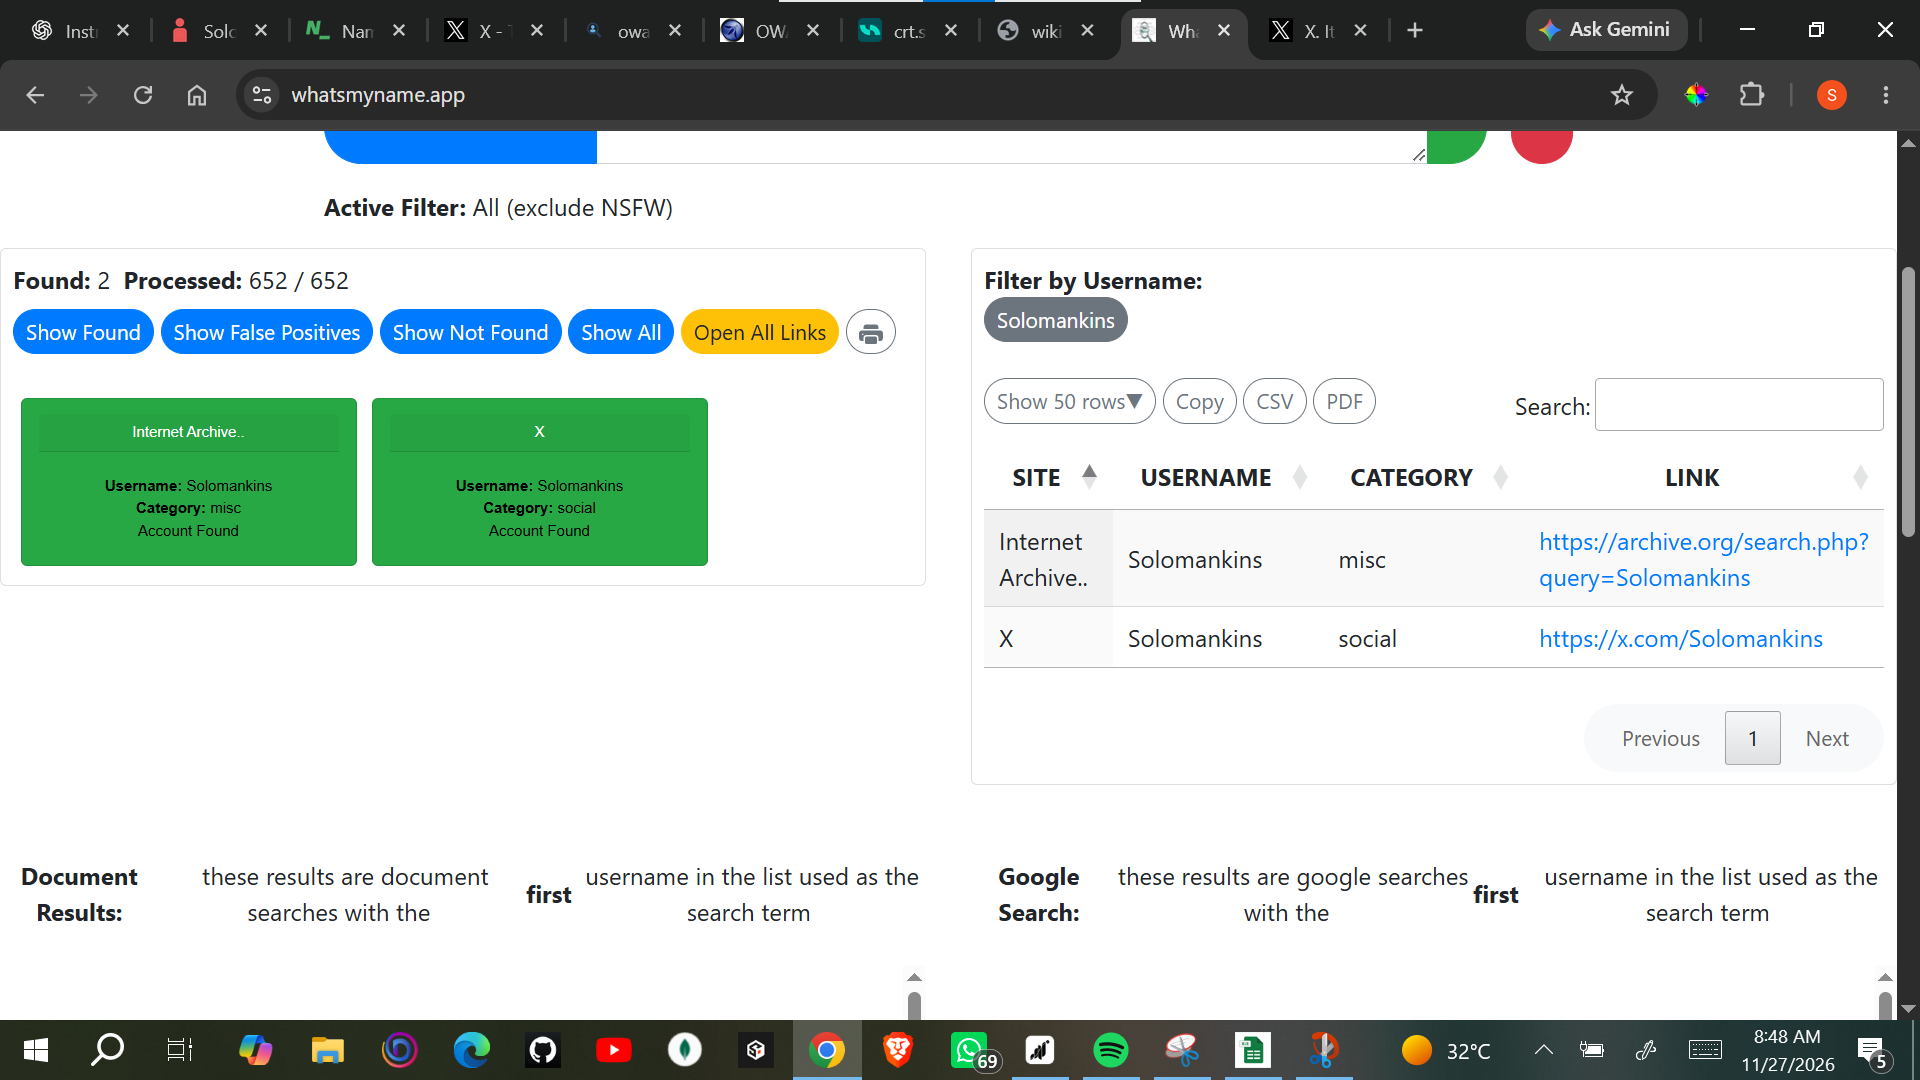 Inst
Solo
Nam
X - T
owa
OWA
crt.s
wiki
Wha
X. It
Ask Gemini
whatsmyname.app
S
Active Filter: All (exclude NSFW)
Found: 2 Processed: 652 / 652
Show Found
Show False Positives
Show Not Found
Show All
Open All Links
Internet Archive..
Username: Solomankins
Category: misc
Account Found
X
Username: Solomankins
Category: social
Account Found
Filter by Username:
Solomankins
Show 50 rows▼
Copy
CSV
PDF
Search:
SITE USERNAME CATEGORY LINK
Internet Archive.. Solomankins misc https://archive.org/search.php?
query=Solomankins
X Solomankins social https://x.com/Solomankins
Previous 1 Next
Document Results:
these results are document
searches with the
first
username in the list used as the
search term
Google Search:
these results are google searches
with the
first
username in the list used as the
search term
69
32°C
8:48 AM
11/27/2026
5